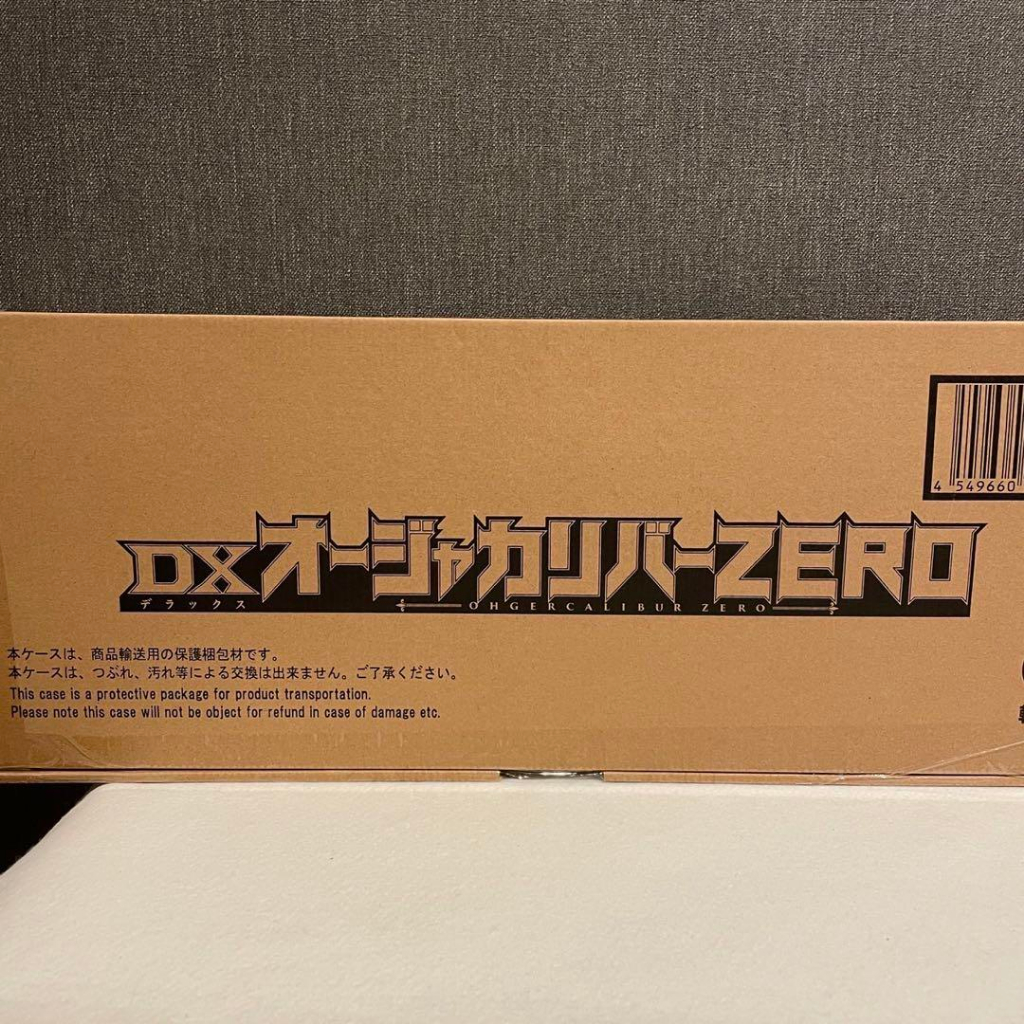 4 549660
DXオージャカリバーZERO
デラックス
OHGERCALIBUR ZERO
本ケースは、商品輸送用の保護梱包材です。
本ケースは、つぶれ、汚れ等による交換は出来ません。ご了承ください。
This case is a protective package for product transportation.
Please note this case will not be object for refund in case of damage etc.